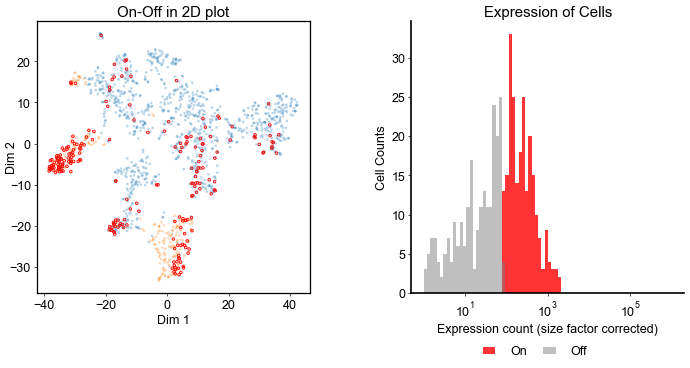 On-Off in 2D plot
20
10
0
−10
−20
−30
Dim 2
−40
−20
0
20
40
Dim 1
Expression of Cells
30
25
20
15
10
5
0
Cell Counts
10^1
10^3
10^5
Expression count (size factor corrected)
On
Off